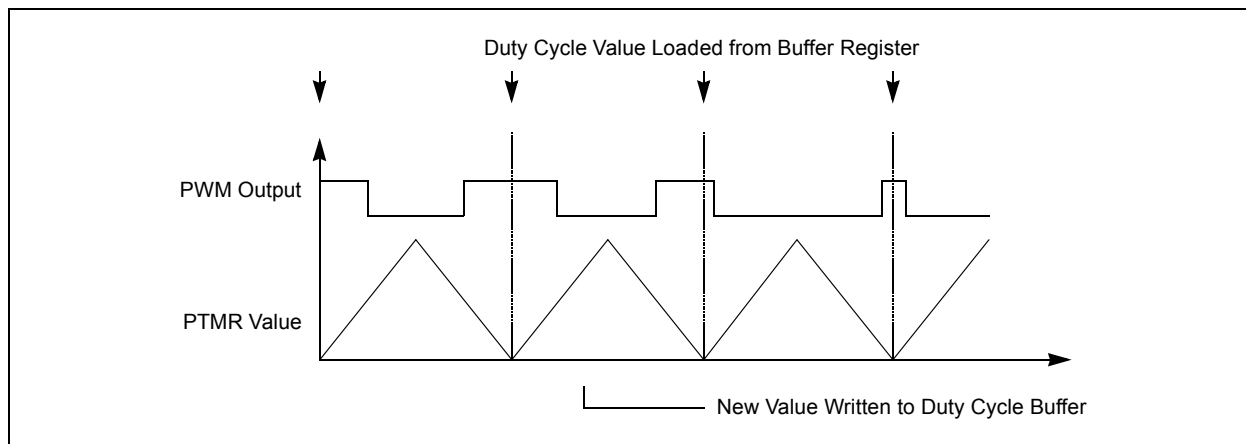 Duty Cycle Value Loaded from Buffer Register
PWM Output
PTMR Value
New Value Written to Duty Cycle Buffer